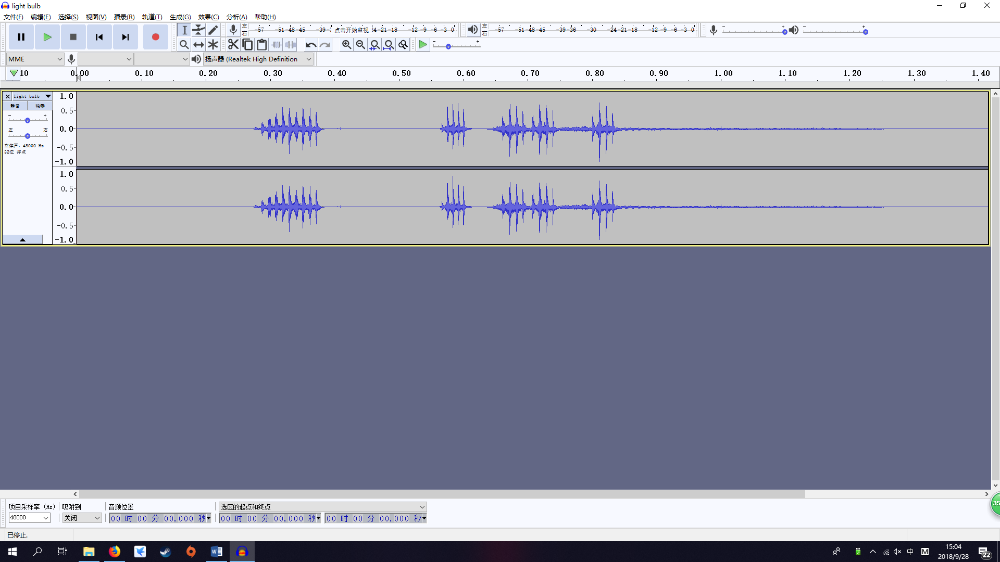 light bulb
文件(F) 编辑(E) 选择(S) 视图(V) 播录(R) 轨道(T) 生成(G) 效果(C) 分析(A) 帮助(H)
左 右 -57 -51-48-45 -39- 点击开始监视 -21-18 -12 -9 -6 -3 0
左 右 -57 -51-48-45 -39-36 -30 -24-21-18 -12 -9 -6 -3 0
MME 扬声器 (Realtek High Definition
10 0.00 0.10 0.20 0.30 0.40 0.50 0.60 0.70 0.80 0.90 1.00 1.10 1.20 1.30 1.40
light bulb
静音 独奏
- +
左 右
立体声, 48000 Hz
32位 浮点
1.0
0.5
0.0
-0.5
-1.0
1.0
0.5
0.0
-0.5
-1.0
项目采样率 (Hz) 吸附到 音频位置 选区的起点和终点
48000 关闭 00 时 00 分 00.000 秒 00 时 00 分 00.000 秒 00 时 00 分 00.000 秒
35
已停止.
中 M
15:04
2018/9/28
22